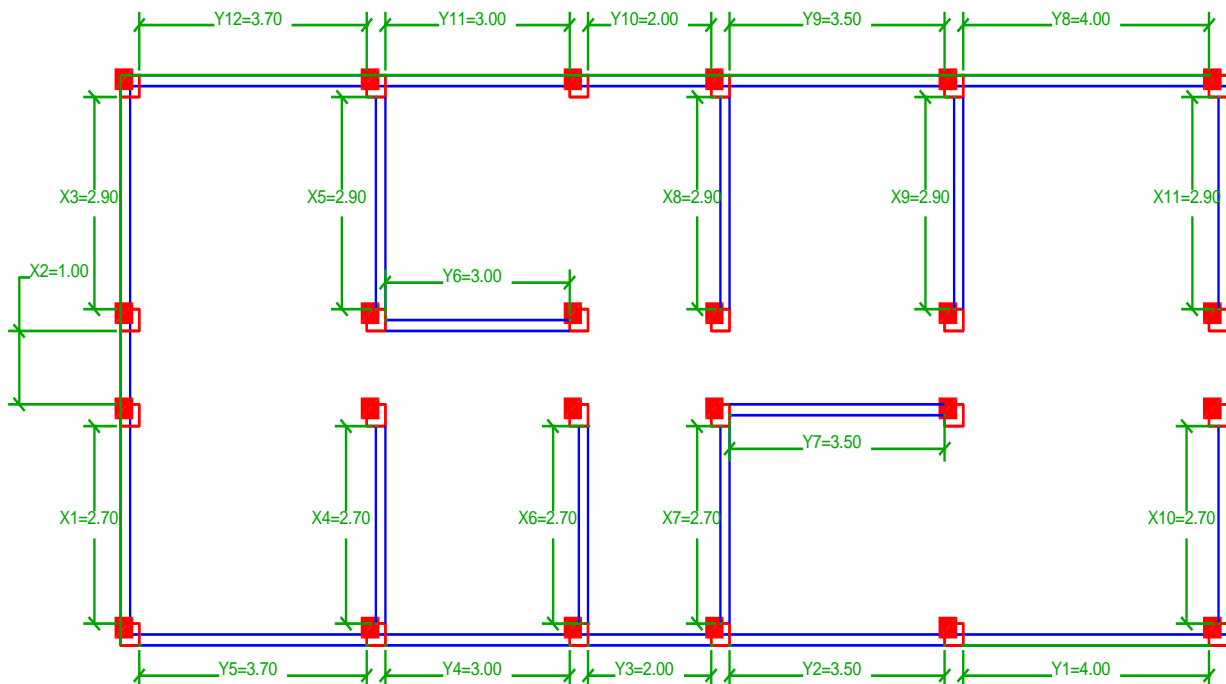 Y12=3.70
Y11=3.00
Y10=2.00
Y9=3.50
Y8=4.00
X3=2.90
X5=2.90
X8=2.90
X9=2.90
X11=2.90
X2=1.00
Y6=3.00
Y7=3.50
X1=2.70
X4=2.70
X6=2.70
X7=2.70
X10=2.70
Y5=3.70
Y4=3.00
Y3=2.00
Y2=3.50
Y1=4.00